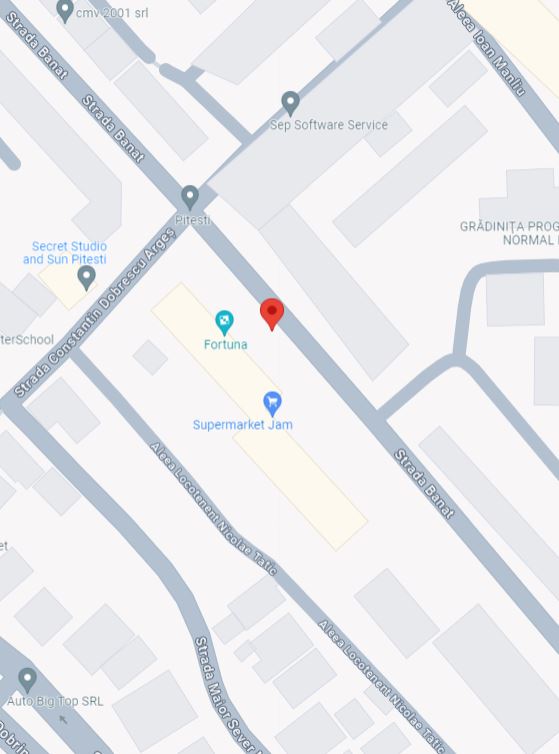 cmv 2001 srl
Strada Banat
Aleea Ioan Manliu
Strada Banat
Sep Software Service
Pitesti
GRĂDINIȚA PROG
NORMAL
Secret Studio
and Sun Pitesti
Strada Constantin Dobrescu Argeș
terSchool
Fortuna
Supermarket Jam
Strada Banat
Aleea Locotenent Nicolae Tatic
et
Aleea Locotenent Nicolae Tatic
Strada Maior Sever
Auto Big Top SRL
Dobrin